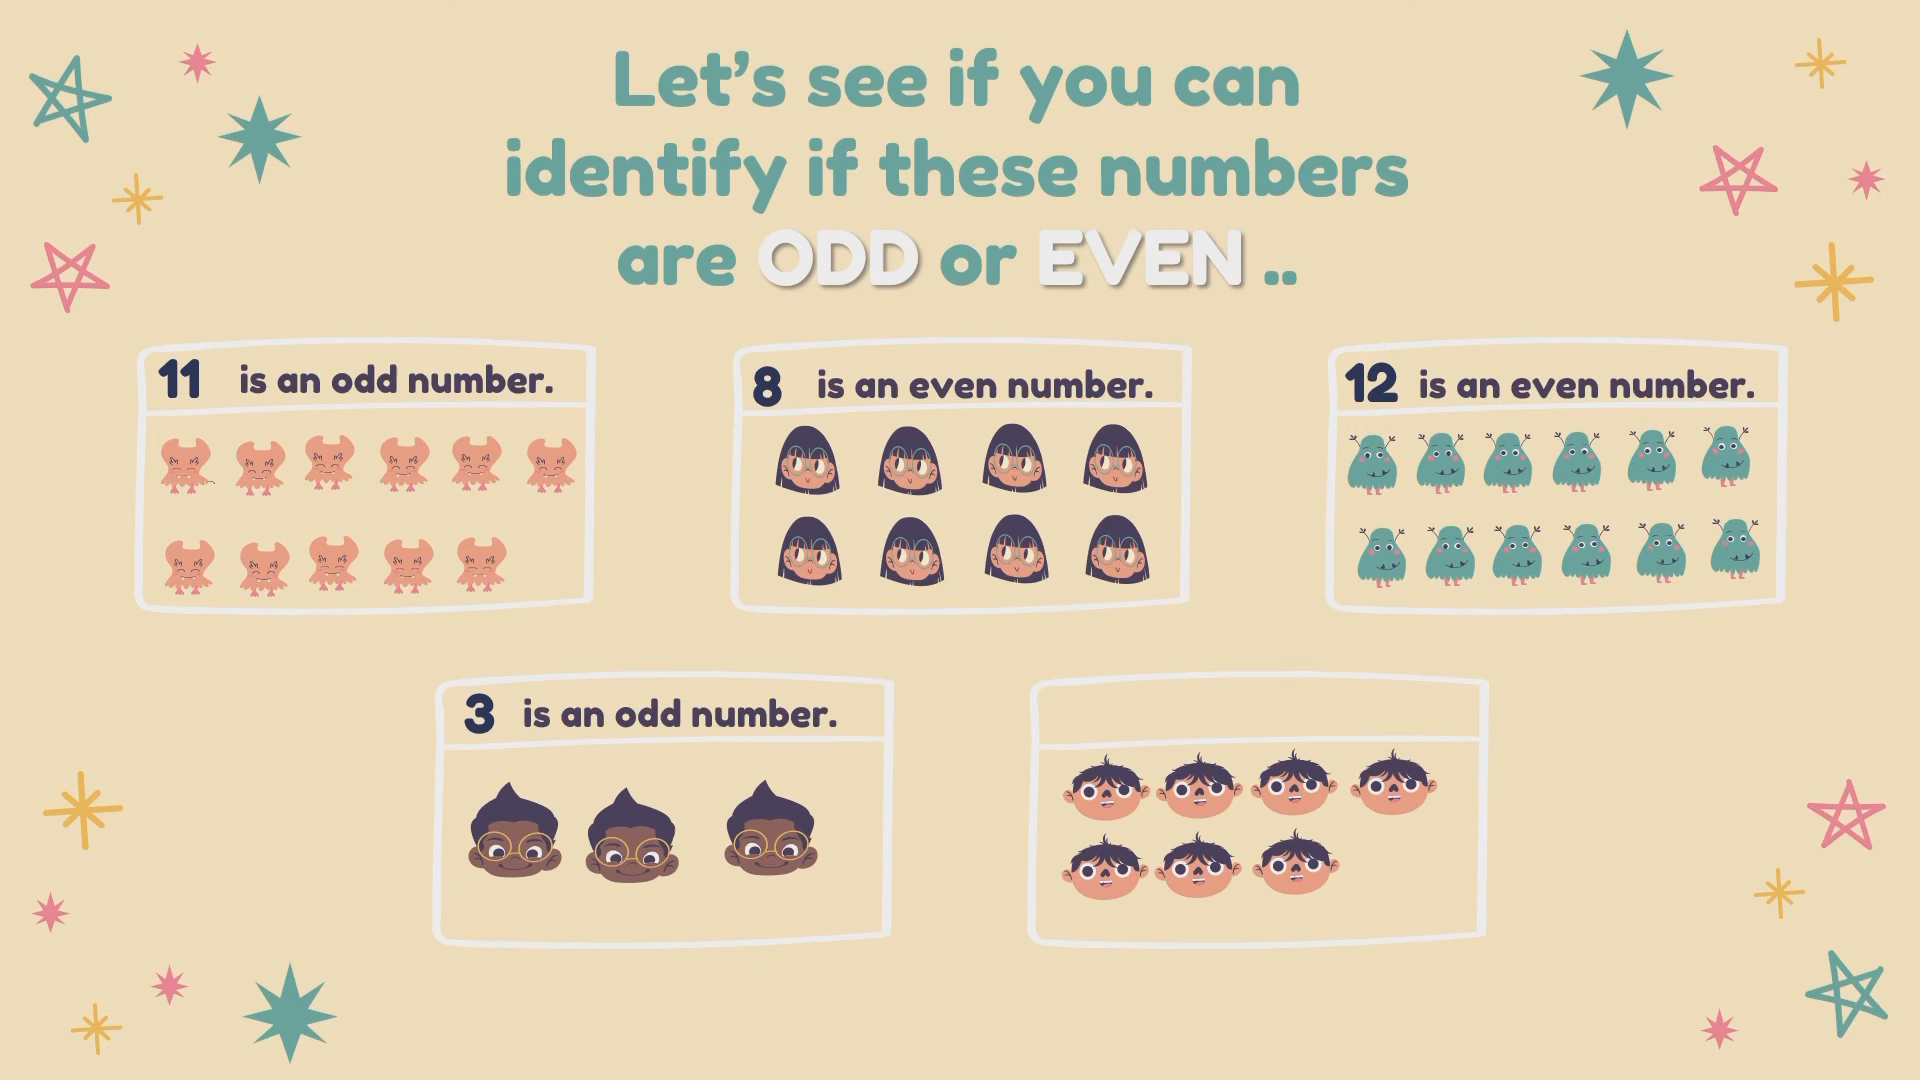 Let's see if you can
identify if these numbers
are ODD or EVEN ..
11 is an odd number.
8 is an even number.
12 is an even number.
3 is an odd number.